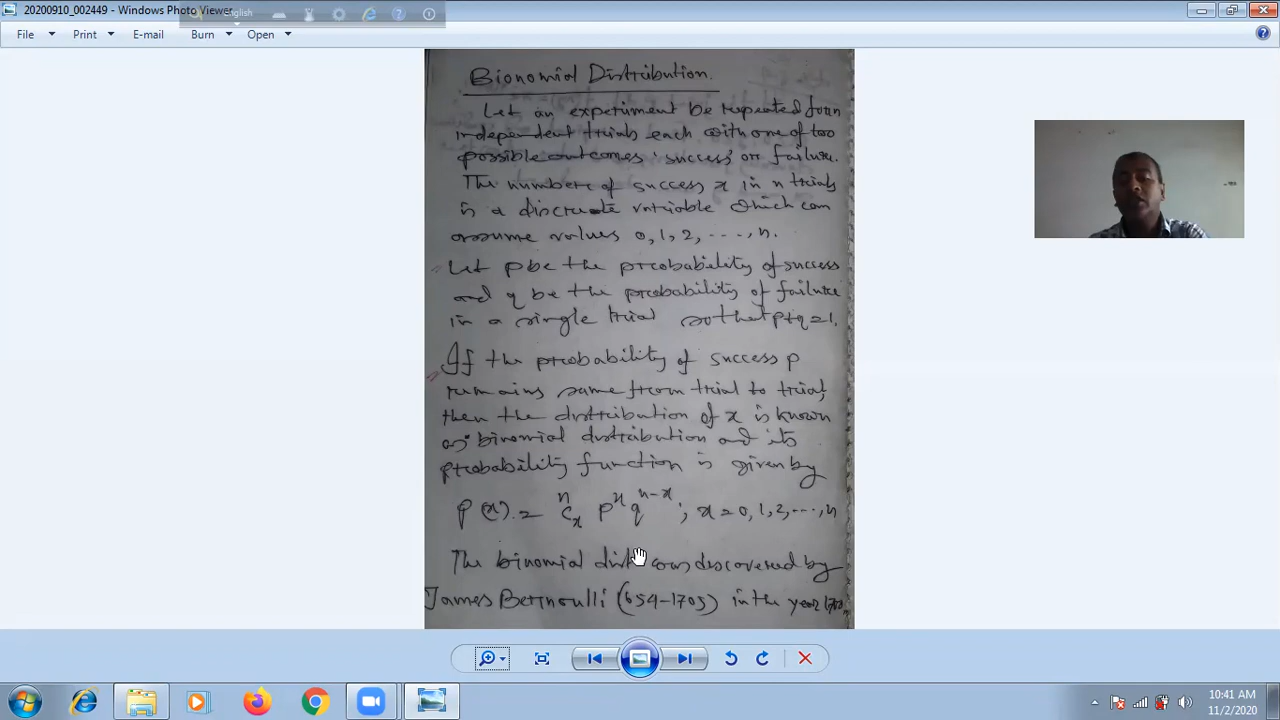 20200910_002449 - Windows Photo Viewer
English
File Print E-mail Burn Open
Bionomial Distribution.
Let an experiment be repeated for n
independent trials each with one of two
possible outcomes 'success' or failure.
The number of success x in n trials
is a discrete variable which can
assume values 0, 1, 2, ...., n.
Let p be the probability of success
and q be the probability of failure
in a single trial so that p+q=1.
If the probability of success p
remains same from trial to trial,
then the distribution of x is known
as binomial distribution and its
probability function is given by
P(x) = ⁿCₓ pˣ qⁿ⁻ˣ ; x = 0, 1, 2, ..., n
The binomial dist was discovered by
James Bernoulli (1654-1705) in the year
10:41 AM
11/2/2020